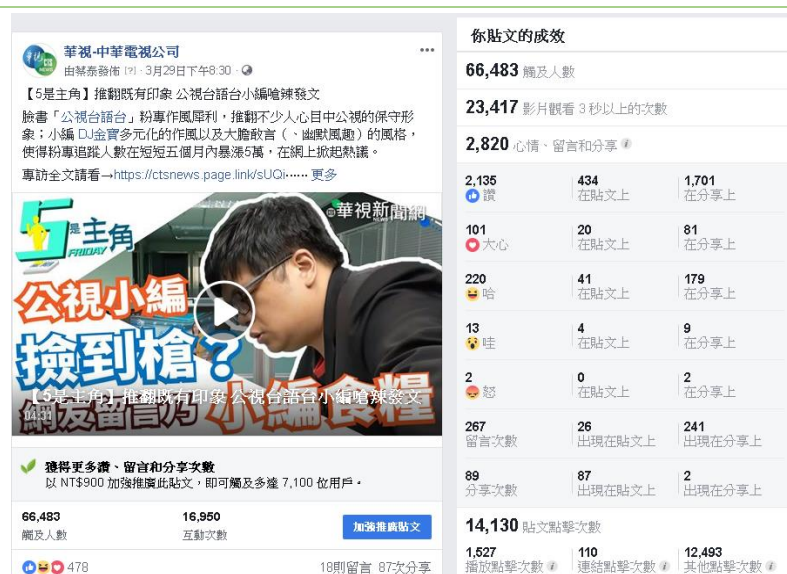 華視-中華電視公司
由蔡泰發佈 [?] · 3月29日下午8:30 ·
【5是主角】推翻既有印象 公視台語台小編嗆辣發文
臉書「公視台語台」粉專作風犀利，推翻不少人心目中公視的保守形
象；小編 DJ金寶多元化的作風以及大膽敢言（、幽默風趣）的風格，
使得粉專追蹤人數在短短五個月內暴漲5萬，在網上掀起熱議。
專訪全文請看→https://ctsnews.page.link/sUQi...... 更多
華視新聞網
5是主角
FRIDAY
公視小編
撿到槍？
【5是主角】推翻既有印象 公視台語台小編嗆辣發文
網友留言乃小編食糧
04:31
獲得更多讚、留言和分享次數
以 NT$900 加強推廣此貼文，即可觸及多達 7,100 位用戶。
66,483 16,950
觸及人數 互動次數 加強推廣貼文
478 18則留言 87次分享
你貼文的成效
66,483 觸及人數
23,417 影片觀看 3 秒以上的次數
2,820 心情、留言和分享
2,135 434 1,701
讚 在貼文上 在分享上
101 20 81
大心 在貼文上 在分享上
220 41 179
哈 在貼文上 在分享上
13 4 9
哇 在貼文上 在分享上
2 0 2
怒 在貼文上 在分享上
267 26 241
留言次數 出現在貼文上 出現在分享上
89 87 2
分享次數 出現在貼文上 出現在分享上
14,130 貼文點擊次數
1,527 110 12,493
播放點擊次數 連結點擊次數 其他點擊次數